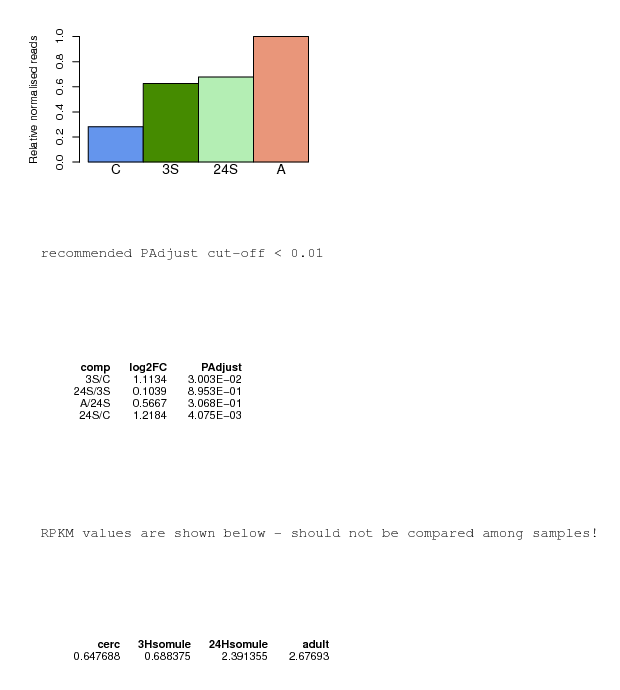 Relative normalised reads
1.0
0.8
0.6
0.4
0.2
0.0
C 3S 24S A
recommended PAdjust cut-off < 0.01
comp log2FC PAdjust
3S/C 1.1134 3.003E−02
24S/3S 0.1039 8.953E−01
A/24S 0.5667 3.068E−01
24S/C 1.2184 4.075E−03
RPKM values are shown below - should not be compared among samples!
cerc 3Hsomule 24Hsomule adult
0.647688 0.688375 2.391355 2.67693